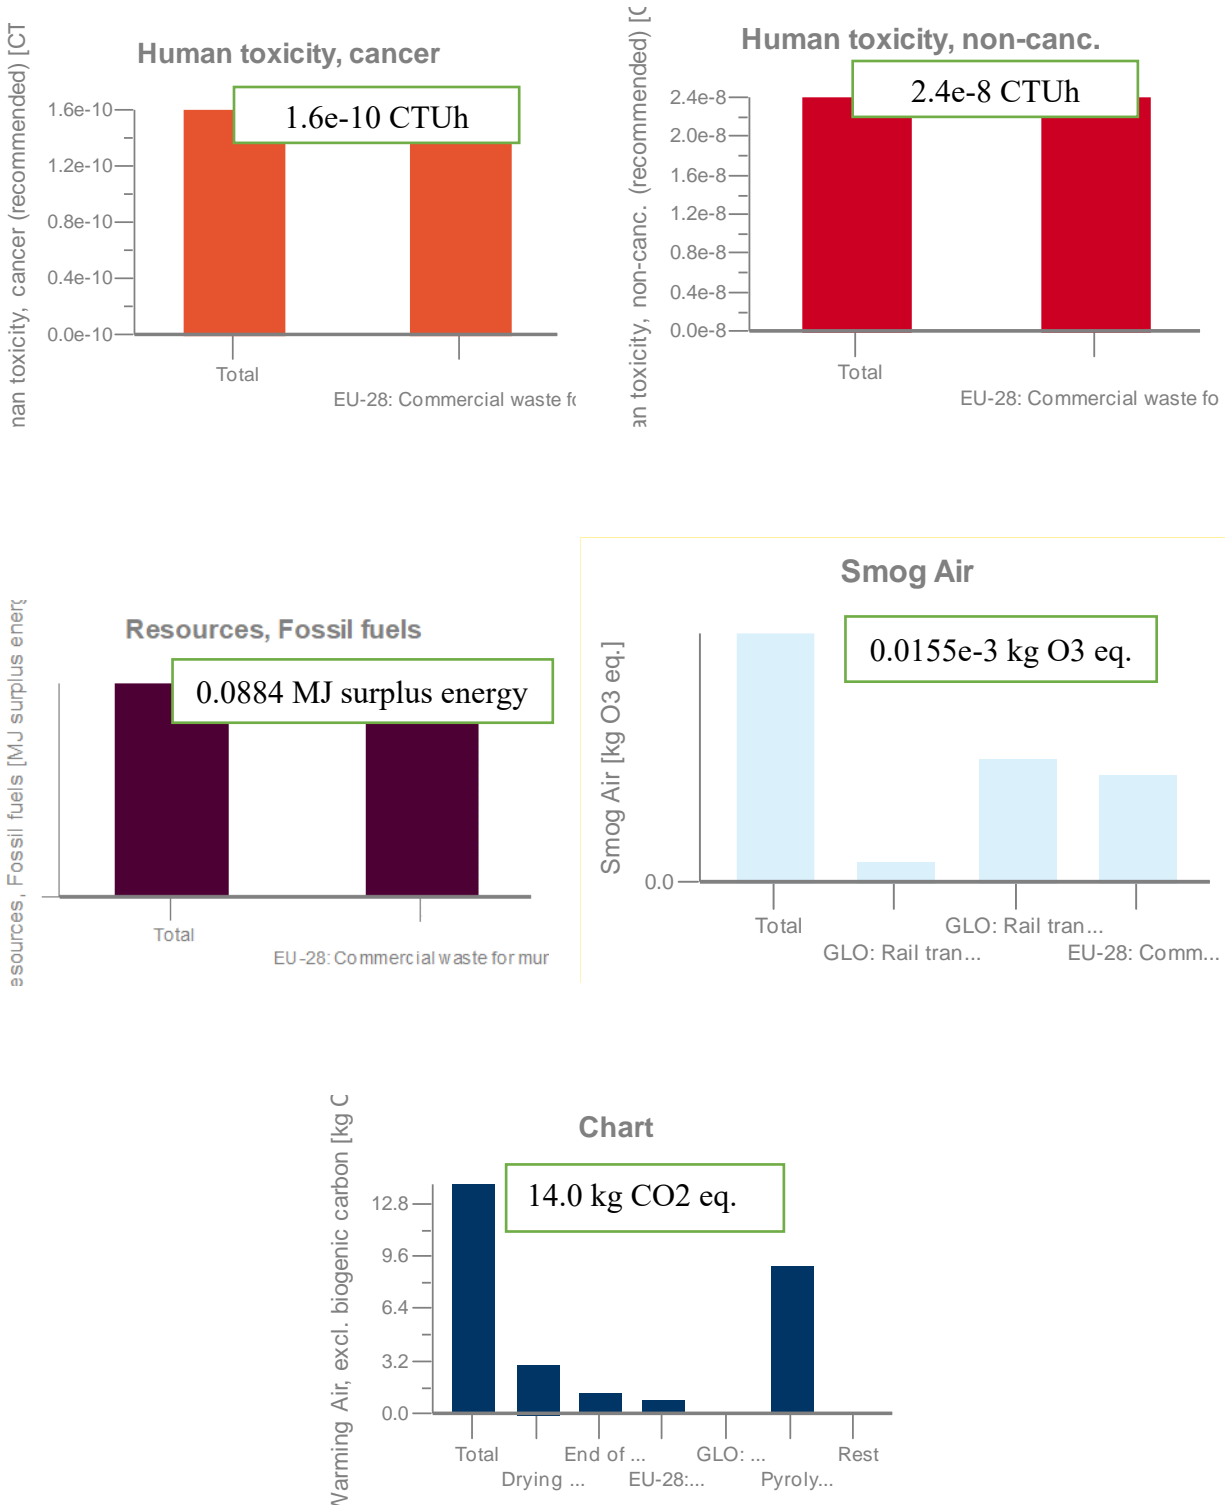 Human toxicity, cancer
1.6e-10 CTUh
nan toxicity, cancer (recommended) [CT
1.6e-10
1.2e-10
0.8e-10
0.4e-10
0.0e-10
Total
EU-28: Commercial waste fo
Human toxicity, non-canc.
2.4e-8 CTUh
an toxicity, non-canc. (recommended) [C
2.4e-8
2.0e-8
1.6e-8
1.2e-8
0.8e-8
0.4e-8
0.0e-8
Total
EU-28: Commercial waste fo
Resources, Fossil fuels
0.0884 MJ surplus energy
esources, Fossil fuels [MJ surplus energ
Total
EU-28: Commercial waste for mur
Smog Air
0.0155e-3 kg O3 eq.
Smog Air [kg O3 eq.]
0.0
Total
GLO: Rail tran...
GLO: Rail tran...
EU-28: Comm...
Chart
14.0 kg CO2 eq.
Warming Air, excl. biogenic carbon [kg C
12.8
9.6
6.4
3.2
0.0
Total
Drying ...
End of ...
EU-28:...
GLO: ...
Pyroly...
Rest